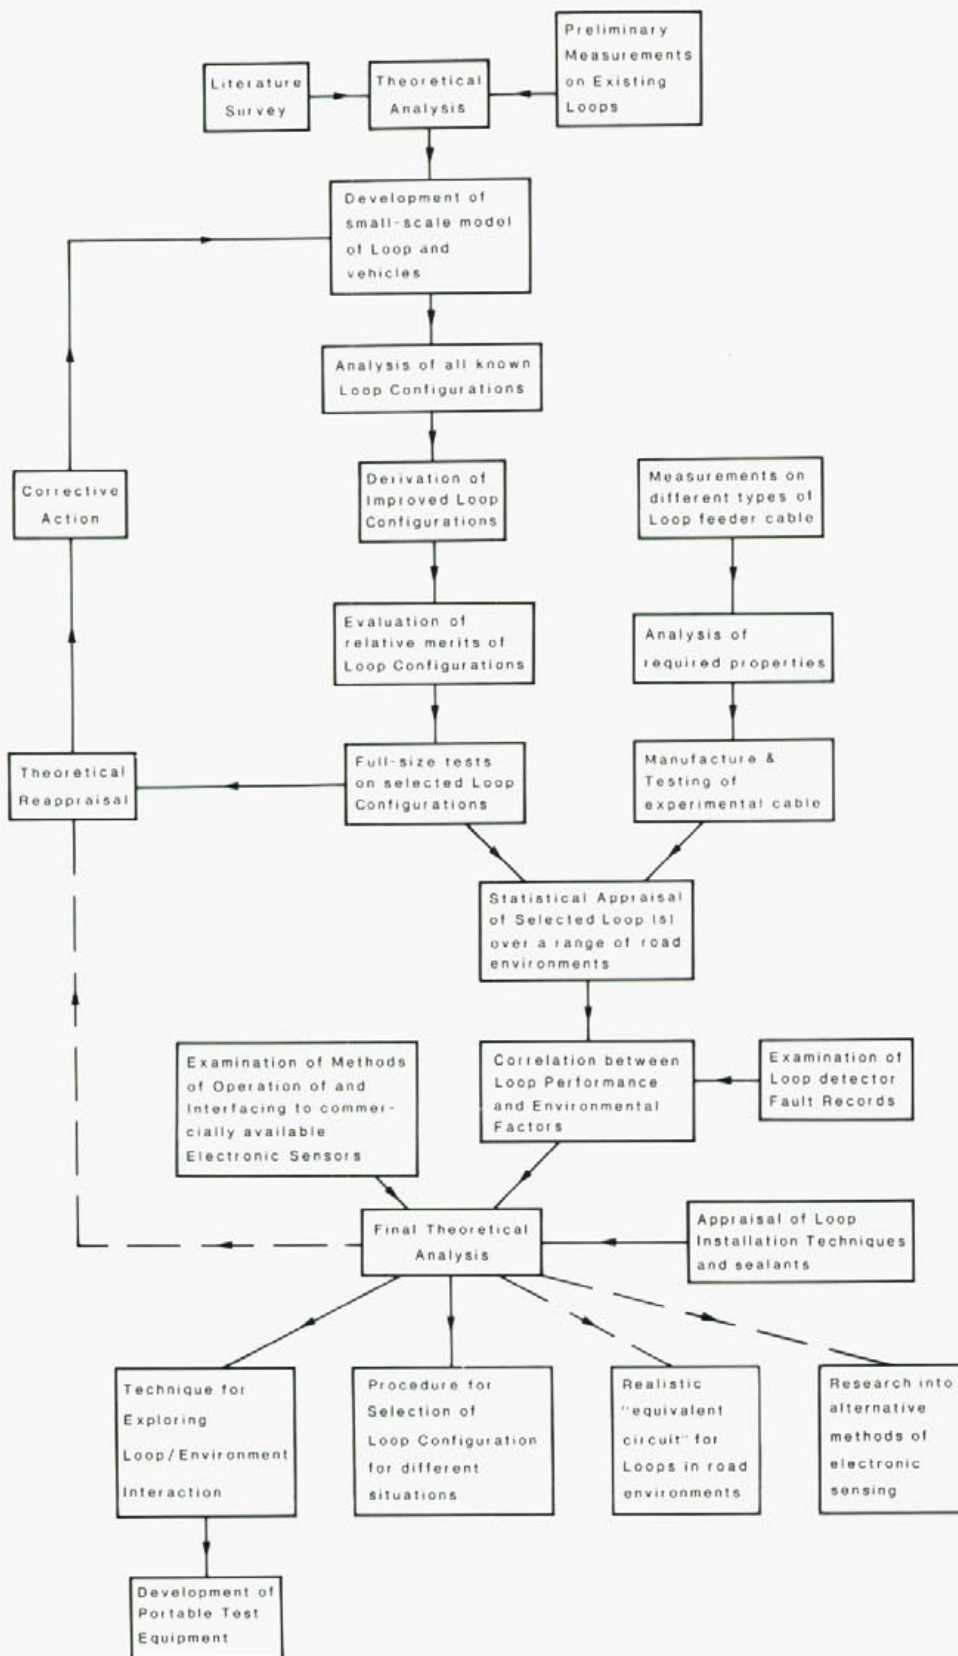 Preliminary
Measurements
on Existing
Loops
Literature
Survey
Theoretical
Analysis
Development of
small-scale model
of Loop and
vehicles
Analysis of all known
Loop Configurations
Corrective
Action
Derivation of
Improved Loop
Configurations
Measurements on
different types of
Loop feeder cable
Evaluation of
relative merits of
Loop Configurations
Analysis of
required properties
Theoretical
Reappraisal
Full-size tests
on selected Loop
Configurations
Manufacture &
Testing of
experimental cable
Statistical Appraisal
of Selected Loop (s)
over a range of road
environments
Examination of Methods
of Operation of and
Interfacing to commer-
cially available
Electronic Sensors
Correlation between
Loop Performance
and Environmental
Factors
Examination of
Loop detector
Fault Records
Final Theoretical
Analysis
Appraisal of Loop
Installation Techniques
and sealants
Technique for
Exploring
Loop/Environment
Interaction
Procedure for
Selection of
Loop Configuration
for different
situations
Realistic
"equivalent
circuit" for
Loops in road
environments
Research into
alternative
methods of
electronic
sensing
Development of
Portable Test
Equipment